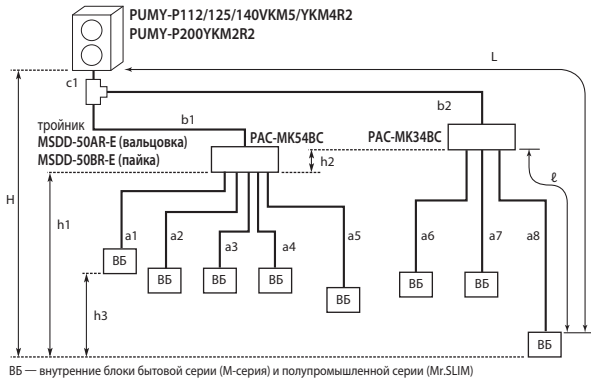 PUMY-P112/125/140VKM5/YKM4R2
PUMY-P200YKM2R2
L
c1
b2
b1
тройник
MSDD-50AR-E (вальцовка)
MSDD-50BR-E (пайка)
PAC-MK54BC
PAC-MK34BC
h2
ℓ
H
h1
a1
a2
a3
a4
a5
a6
a7
a8
ВБ
ВБ
ВБ
ВБ
ВБ
ВБ
ВБ
ВБ
h3
ВБ — внутренние блоки бытовой серии (М-серия) и полупромышленной серии (Mr.SLIM)